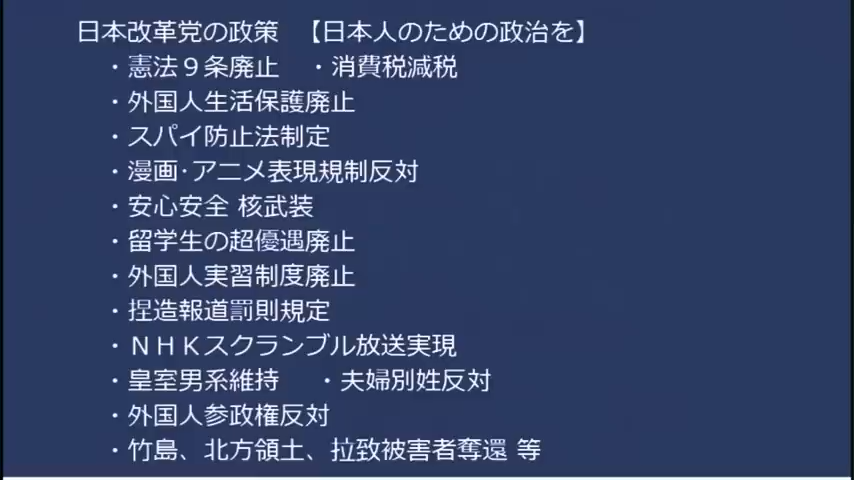 日本改革党の政策　【日本人のための政治を】
・憲法９条廃止　・消費税減税
・外国人生活保護廃止
・スパイ防止法制定
・漫画･アニメ表現規制反対
・安心安全 核武装
・留学生の超優遇廃止
・外国人実習制度廃止
・捏造報道罰則規定
・ＮＨＫスクランブル放送実現
・皇室男系維持　・夫婦別姓反対
・外国人参政権反対
・竹島、北方領土、拉致被害者奪還 等